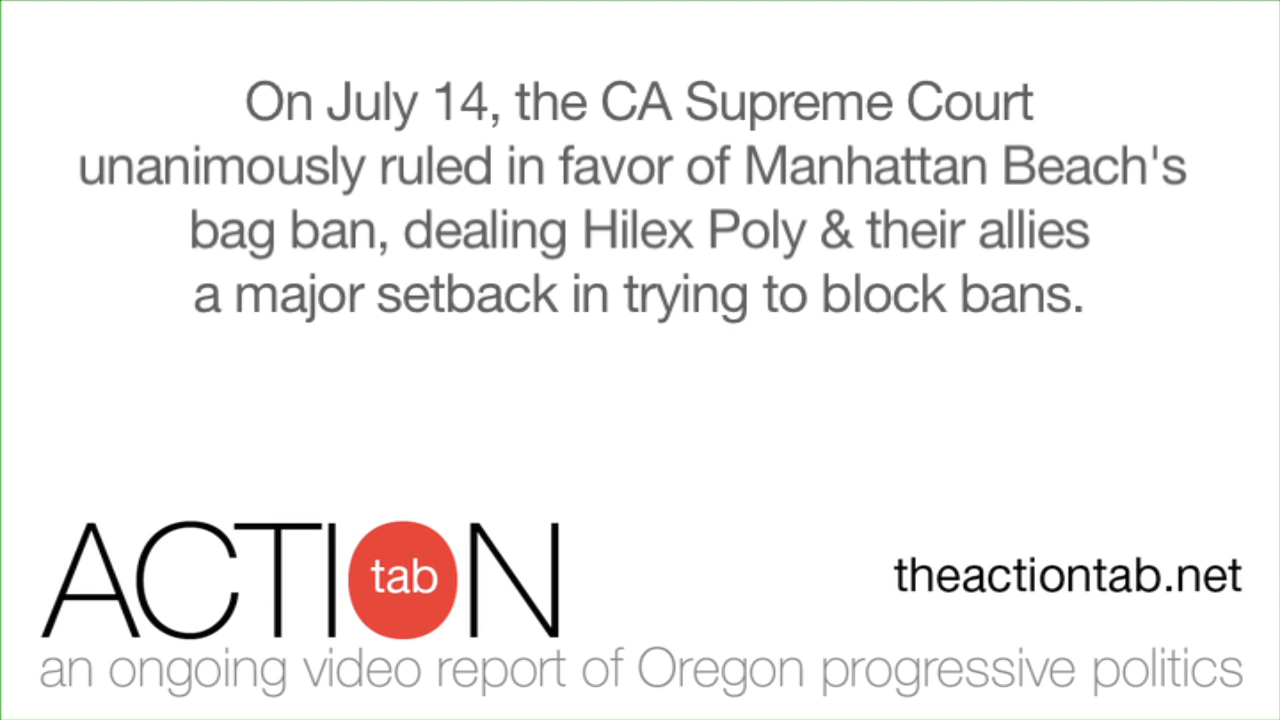 On July 14, the CA Supreme Court
unanimously ruled in favor of Manhattan Beach's
bag ban, dealing Hilex Poly & their allies
a major setback in trying to block bans.
ACTION
tab
theactiontab.net
an ongoing video report of Oregon progressive politics